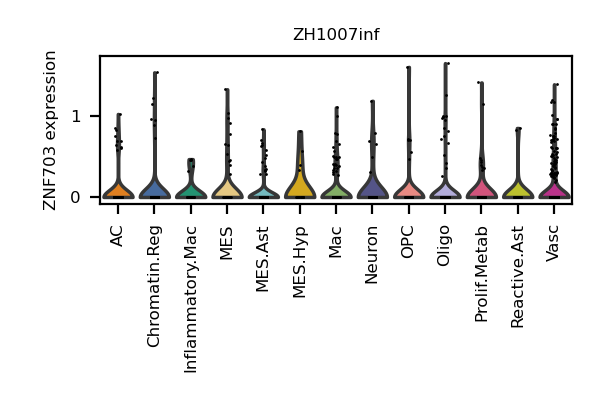 ZH1007inf
ZNF703 expression
1
0
AC
Chromatin.Reg
Inflammatory.Mac
MES
MES.Ast
MES.Hyp
Mac
Neuron
OPC
Oligo
Prolif.Metab
Reactive.Ast
Vasc